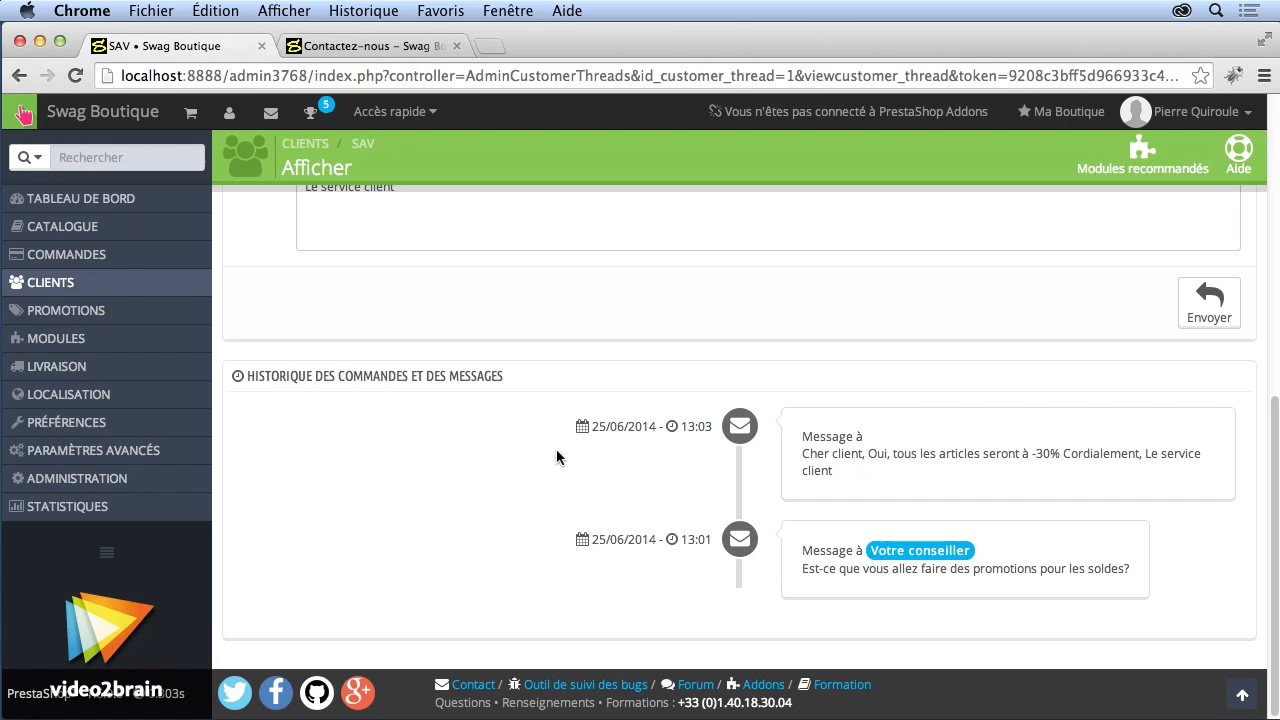 Chrome Fichier Édition Afficher Historique Favoris Fenêtre Aide
SAV • Swag Boutique
Contactez-nous – Swag Bo
localhost:8888/admin3768/index.php?controller=AdminCustomerThreads&id_customer_thread=1&viewcustomer_thread&token=9208c3bff5d966933c4...
Swag Boutique 5 Accès rapide Vous n'êtes pas connecté à PrestaShop Addons Ma Boutique Pierre Quiroule
Rechercher
CLIENTS / SAV
Afficher
Modules recommandés Aide
TABLEAU DE BORD
CATALOGUE
COMMANDES
CLIENTS
PROMOTIONS
MODULES
LIVRAISON
LOCALISATION
PRÉFÉRENCES
PARAMÈTRES AVANCÉS
ADMINISTRATION
STATISTIQUES
Le service client
Envoyer
HISTORIQUE DES COMMANDES ET DES MESSAGES
25/06/2014 - 13:03
Message à
Cher client, Oui, tous les articles seront à -30% Cordialement, Le service
client
25/06/2014 - 13:01
Message à Votre conseiller
Est-ce que vous allez faire des promotions pour les soldes?
video2brain
Contact / Outil de suivi des bugs / Forum / Addons / Formation
Questions • Renseignements • Formations : +33 (0)1.40.18.30.04